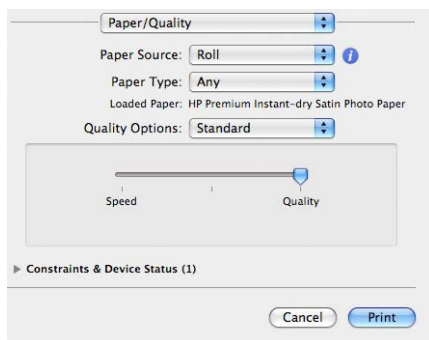 Paper/Quality
Paper Source: Roll
Paper Type: Any
Loaded Paper: HP Premium Instant-dry Satin Photo Paper
Quality Options: Standard
Speed Quality
Constraints & Device Status (1)
Cancel Print